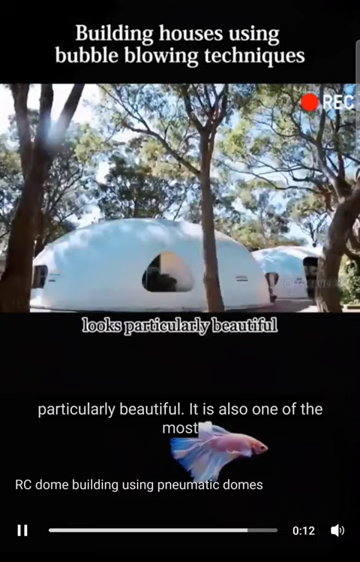 Building houses using
bubble blowing techniques
REC
looks particularly beautiful
particularly beautiful. It is also one of the
most
RC dome building using pneumatic domes
0:12